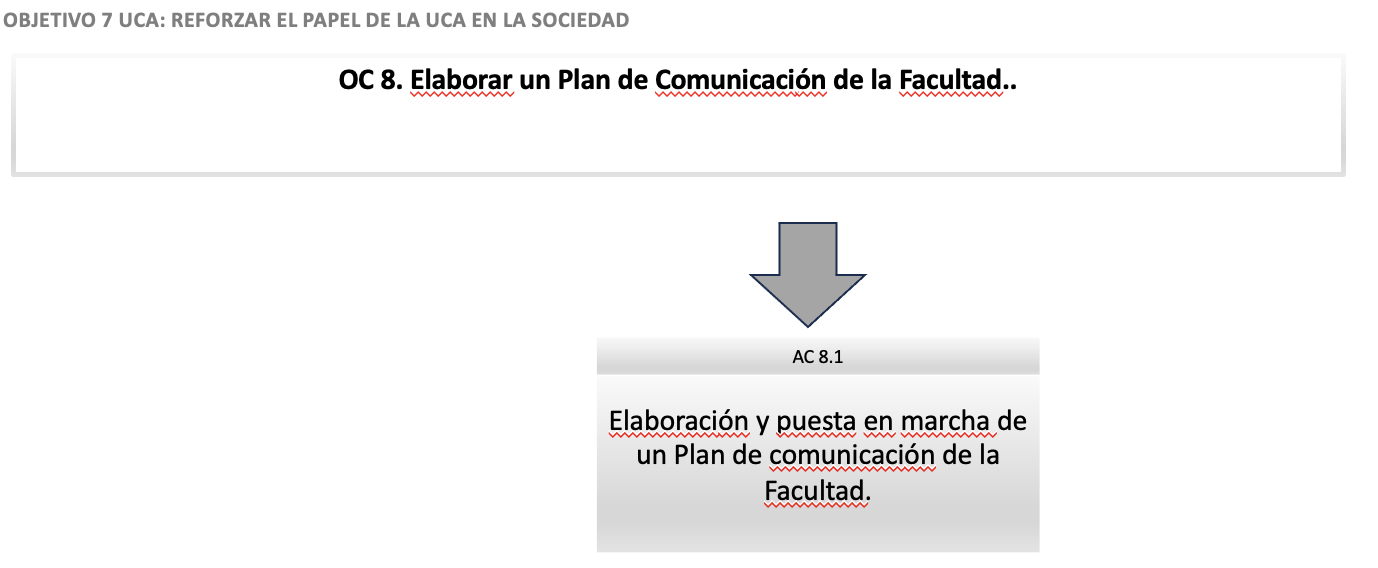 OBJETIVO 7 UCA: REFORZAR EL PAPEL DE LA UCA EN LA SOCIEDAD
OC 8. Elaborar un Plan de Comunicación de la Facultad..
AC 8.1
Elaboración y puesta en marcha de
un Plan de comunicación de la
Facultad.